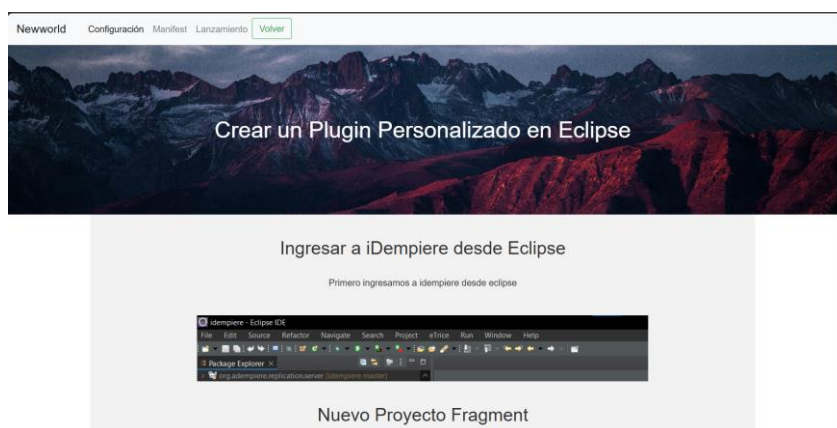 Newworld Configuración Manifest Lanzamiento Volver
Crear un Plugin Personalizado en Eclipse
Ingresar a iDempiere desde Eclipse
Primero ingresamos a idempiere desde eclipse
idempiere - Eclipse IDE
File Edit Source Refactor Navigate Search Project eTrice Run Window Help
Package Explorer
org.adempiere.replication.server [idempiere master]
Nuevo Proyecto Fragment